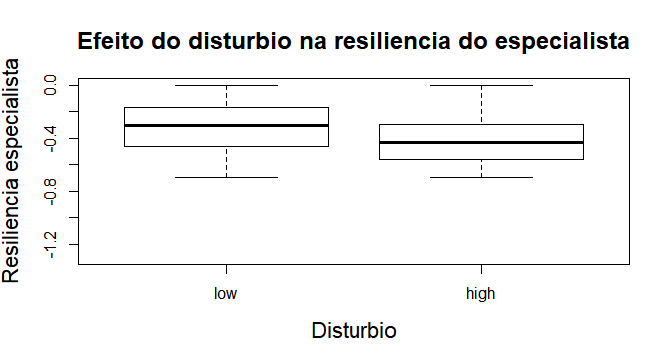 Efeito do disturbio na resiliencia do especialista
Resiliencia especialista
0.0
-0.4
-0.8
-1.2
low
high
Disturbio